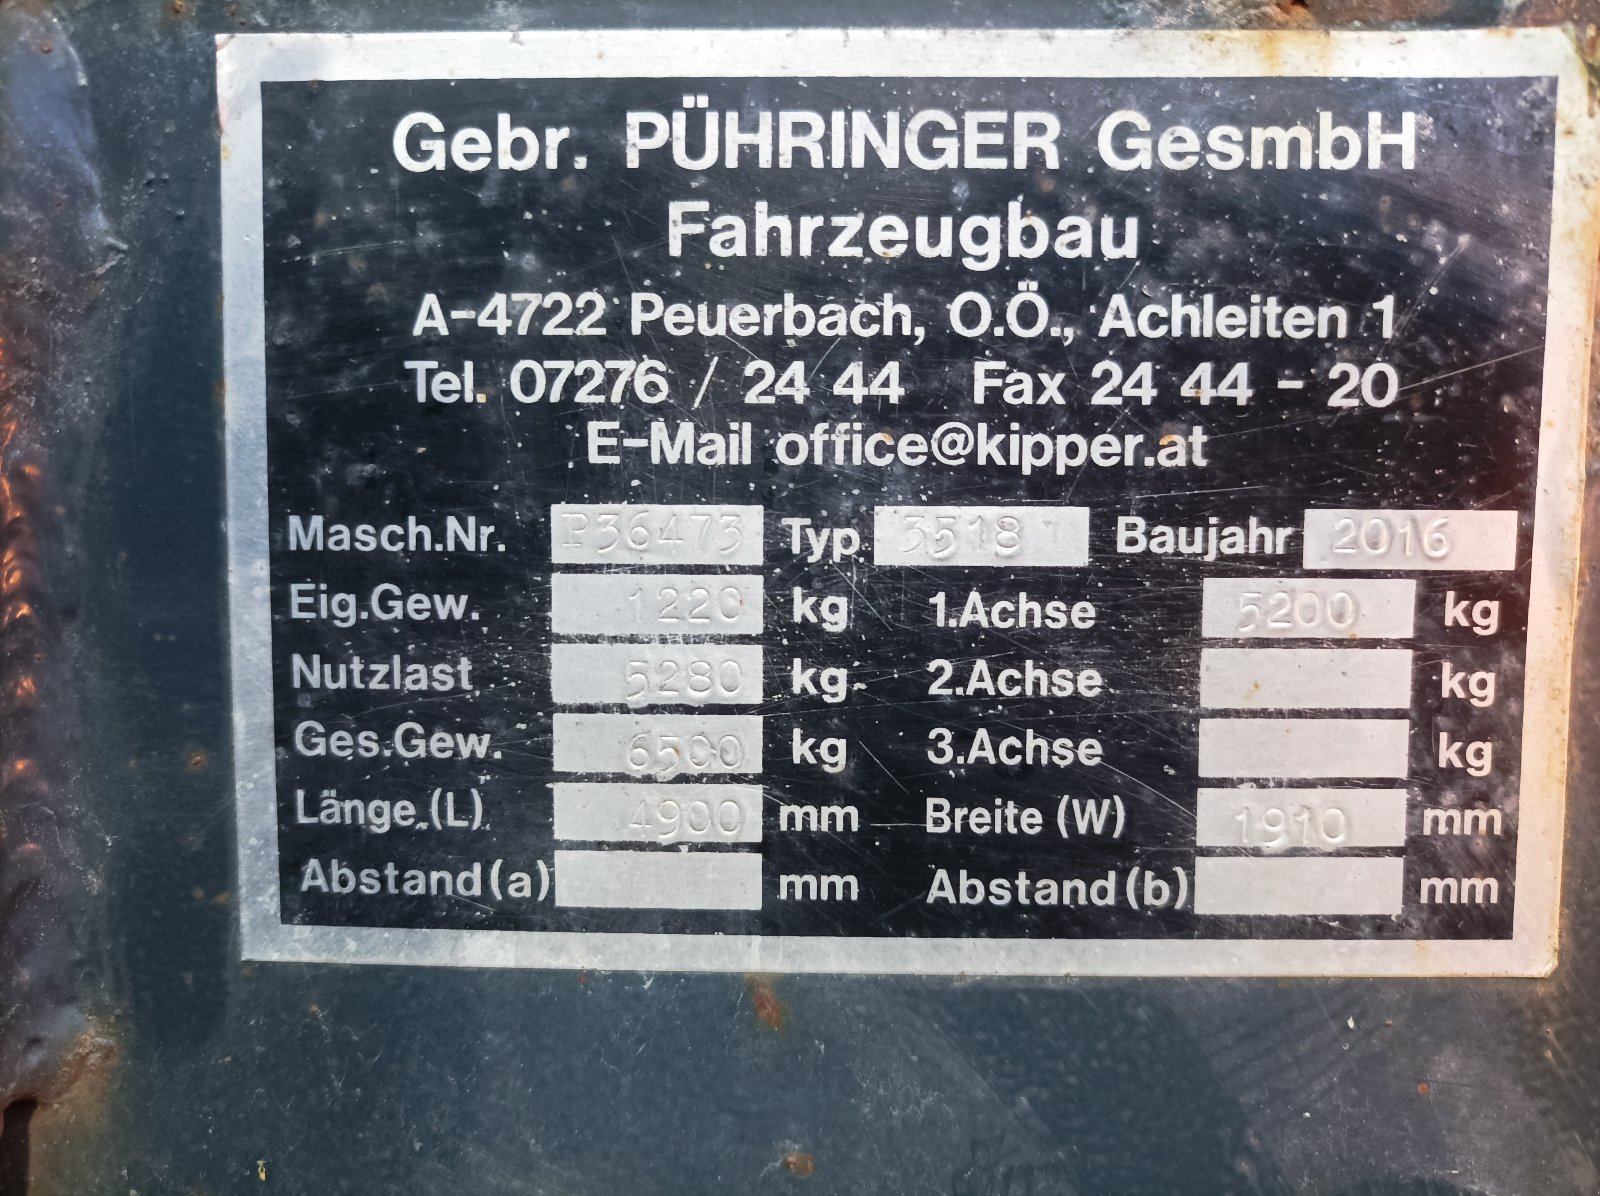 Gebr. PÜHRINGER GesmbH
Fahrzeugbau
A-4722 Peuerbach, O.Ö., Achleiten 1
Tel. 07276 / 24 44 Fax 24 44 - 20
E-Mail office@kipper.at
Masch.Nr. P36473 Typ 3518 1 Baujahr 2016
Eig.Gew. 1220 kg 1.Achse 5200 kg
Nutzlast 5280 kg 2.Achse kg
Ges.Gew. 6500 kg 3.Achse kg
Länge (L) 4900 mm Breite (W) 1910 mm
Abstand (a) mm Abstand (b) mm